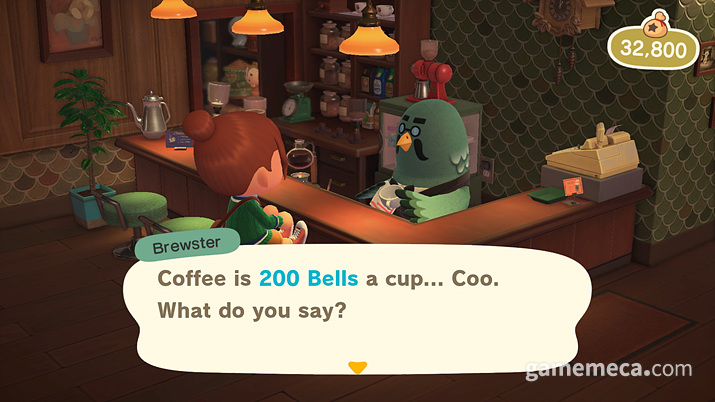 32,800
Brewster
Coffee is 200 Bells a cup... Coo.
What do you say?
gamemeca.com